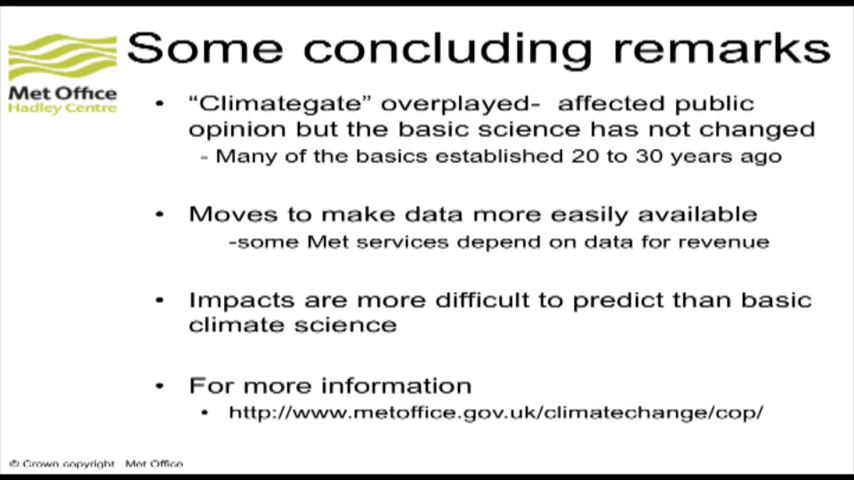 Some concluding remarks
Met Office
Hadley Centre
• "Climategate" overplayed- affected public
opinion but the basic science has not changed
- Many of the basics established 20 to 30 years ago
• Moves to make data more easily available
-some Met services depend on data for revenue
• Impacts are more difficult to predict than basic
climate science
• For more information
• http://www.metoffice.gov.uk/climatechange/cop/
© Crown copyright Met Office